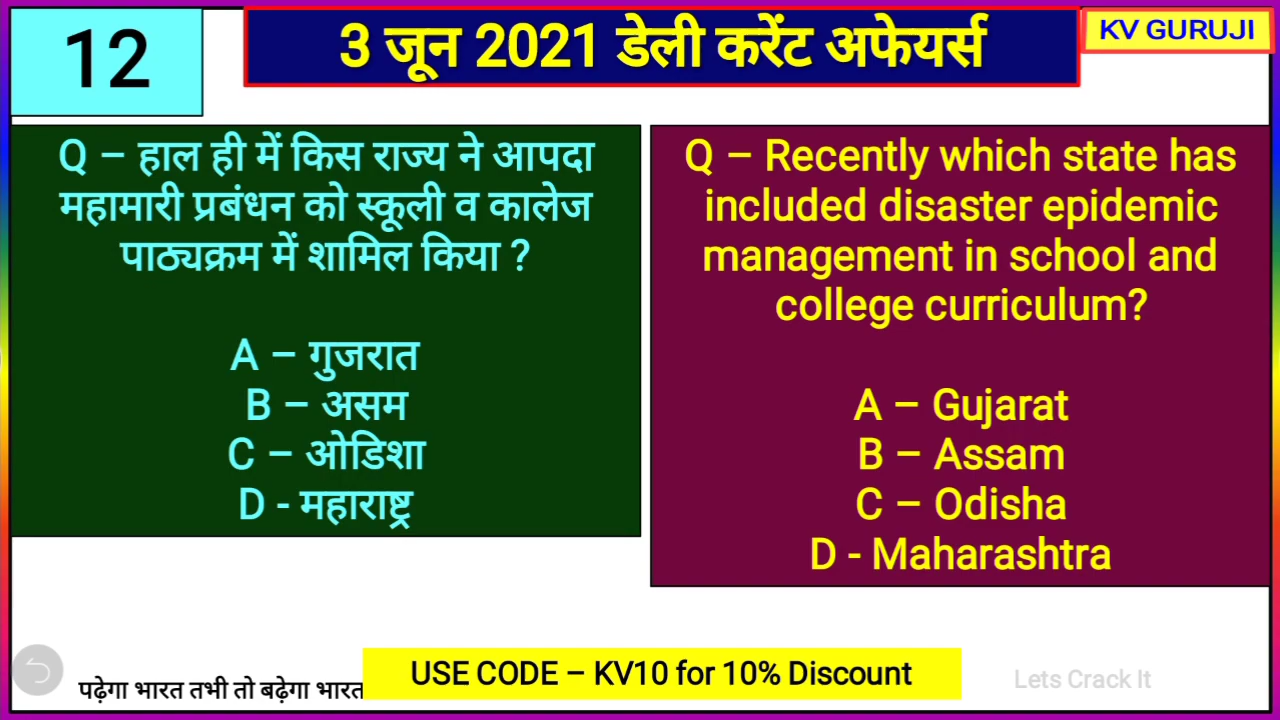 12
3 जून 2021 डेली करेंट अफेयर्स
KV GURUJI
Q – हाल ही में किस राज्य ने आपदा
महामारी प्रबंधन को स्कूली व कालेज
पाठ्यक्रम में शामिल किया ?
A – गुजरात
B – असम
C – ओडिशा
D - महाराष्ट्र
Q – Recently which state has
included disaster epidemic
management in school and
college curriculum?
A – Gujarat
B – Assam
C – Odisha
D - Maharashtra
पढ़ेगा भारत तभी तो बढ़ेगा भारत
USE CODE – KV10 for 10% Discount
Lets Crack It